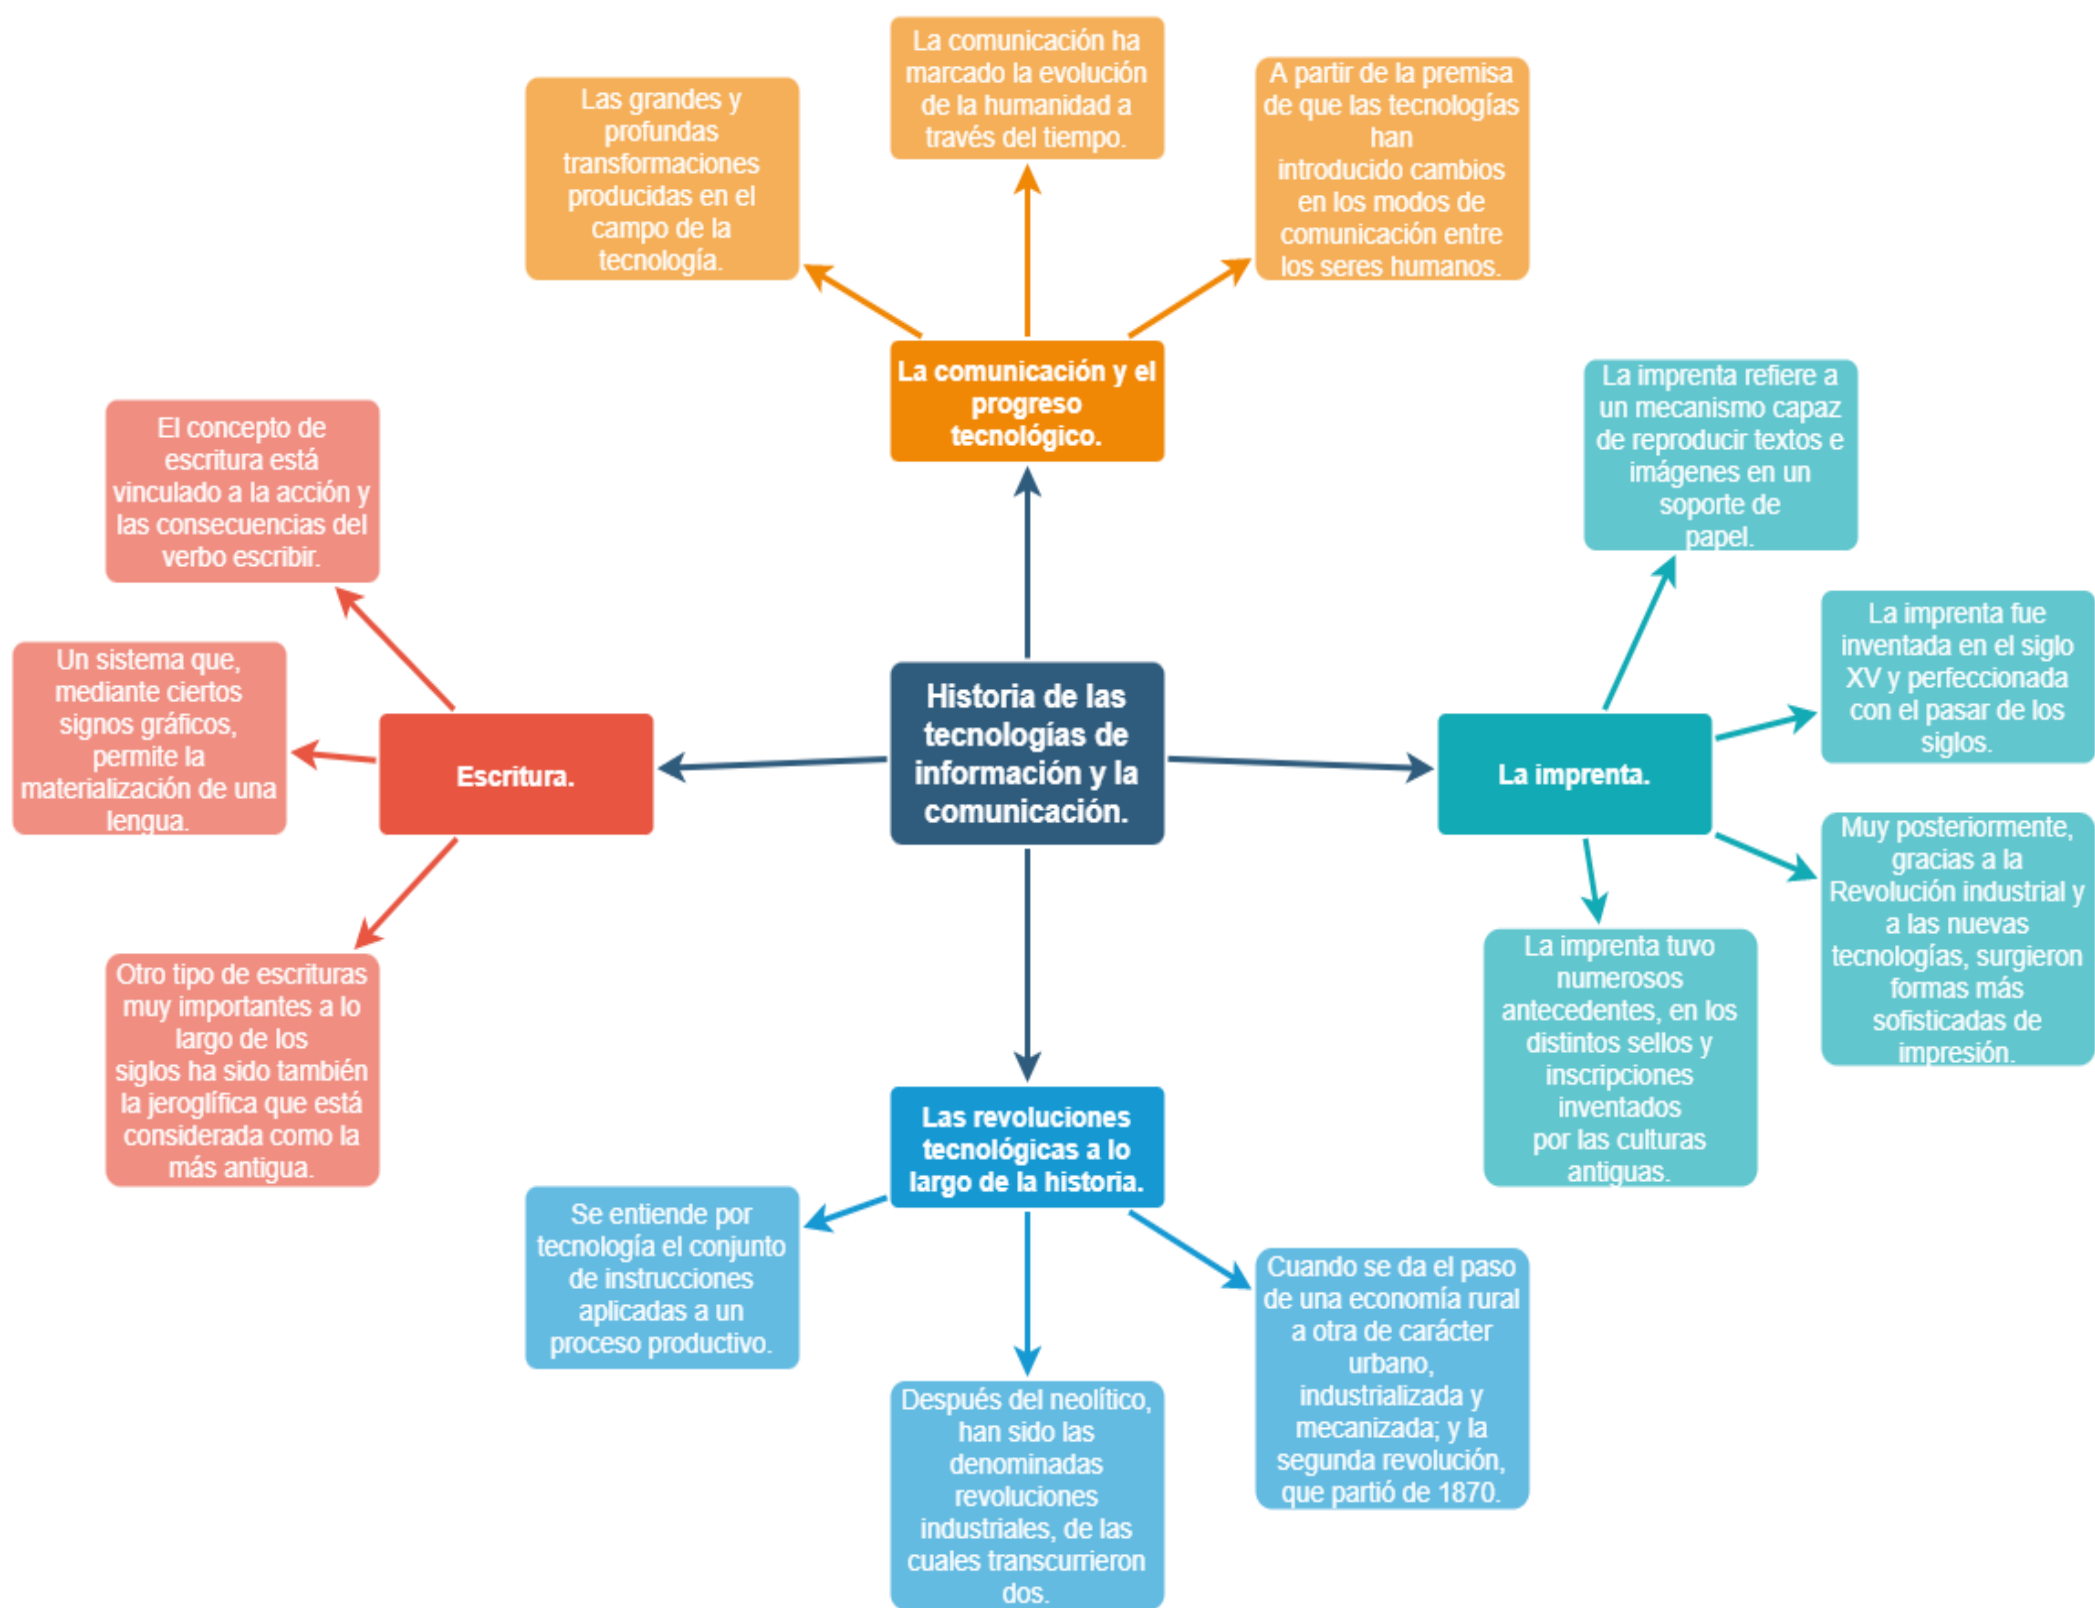 La comunicación ha
marcado la evolución
de la humanidad a
través del tiempo.
Las grandes y
profundas
transformaciones
producidas en el
campo de la
tecnología.
A partir de la premisa
de que las tecnologías
han
introducido cambios
en los modos de
comunicación entre
los seres humanos.
La comunicación y el
progreso
tecnológico.
El concepto de
escritura está
vinculado a la acción y
las consecuencias del
verbo escribir.
Un sistema que,
mediante ciertos
signos gráficos,
permite la
materialización de una
lengua.
Escritura.
Otro tipo de escrituras
muy importantes a lo
largo de los
siglos ha sido también
la jeroglífica que está
considerada como la
más antigua.
Historia de las
tecnologías de
información y la
comunicación.
La imprenta refiere a
un mecanismo capaz
de reproducir textos e
imágenes en un
soporte de
papel.
La imprenta fue
inventada en el siglo
XV y perfeccionada
con el pasar de los
siglos.
La imprenta.
Muy posteriormente,
gracias a la
Revolución industrial y
a las nuevas
tecnologías, surgieron
formas más
sofisticadas de
impresión.
La imprenta tuvo
numerosos
antecedentes, en los
distintos sellos y
inscripciones
inventados
por las culturas
antiguas.
Las revoluciones
tecnológicas a lo
largo de la historia.
Se entiende por
tecnología el conjunto
de instrucciones
aplicadas a un
proceso productivo.
Después del neolítico,
han sido las
denominadas
revoluciones
industriales, de las
cuales transcurrieron
dos.
Cuando se da el paso
de una economía rural
a otra de carácter
urbano,
industrializada y
mecanizada; y la
segunda revolución,
que partió de 1870.